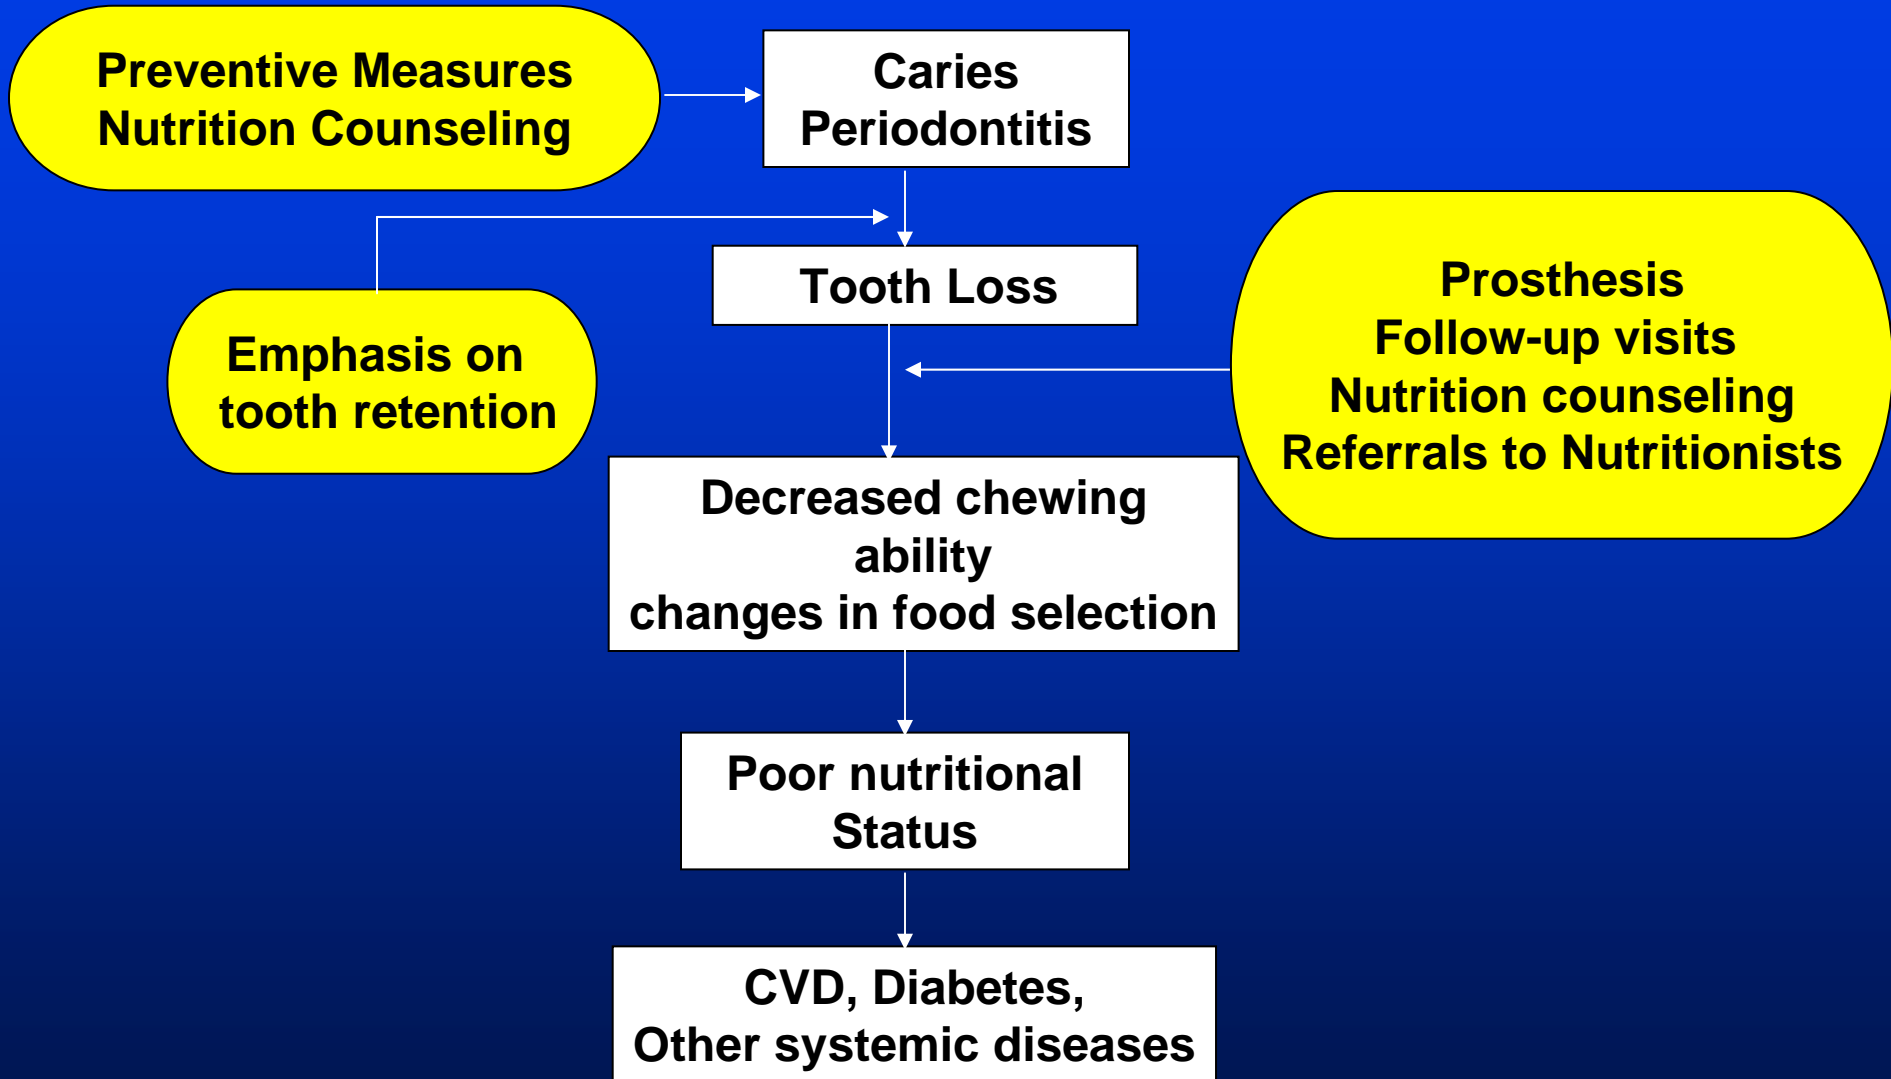 Preventive Measures
Nutrition Counseling
Caries
Periodontitis
Tooth Loss
Emphasis on
tooth retention
Prosthesis
Follow-up visits
Nutrition counseling
Referrals to Nutritionists
Decreased chewing
ability
changes in food selection
Poor nutritional
Status
CVD, Diabetes,
Other systemic diseases